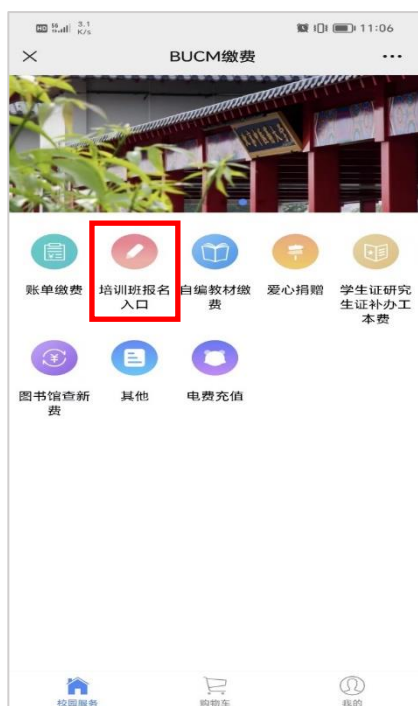 HD 5G 3.1 K/s 11:06
BUCM缴费
账单缴费 培训班报名入口 自编教材缴费 爱心捐赠 学生证研究生证补办工本费
图书馆查新费 其他 电费充值
校园服务 购物车 我的